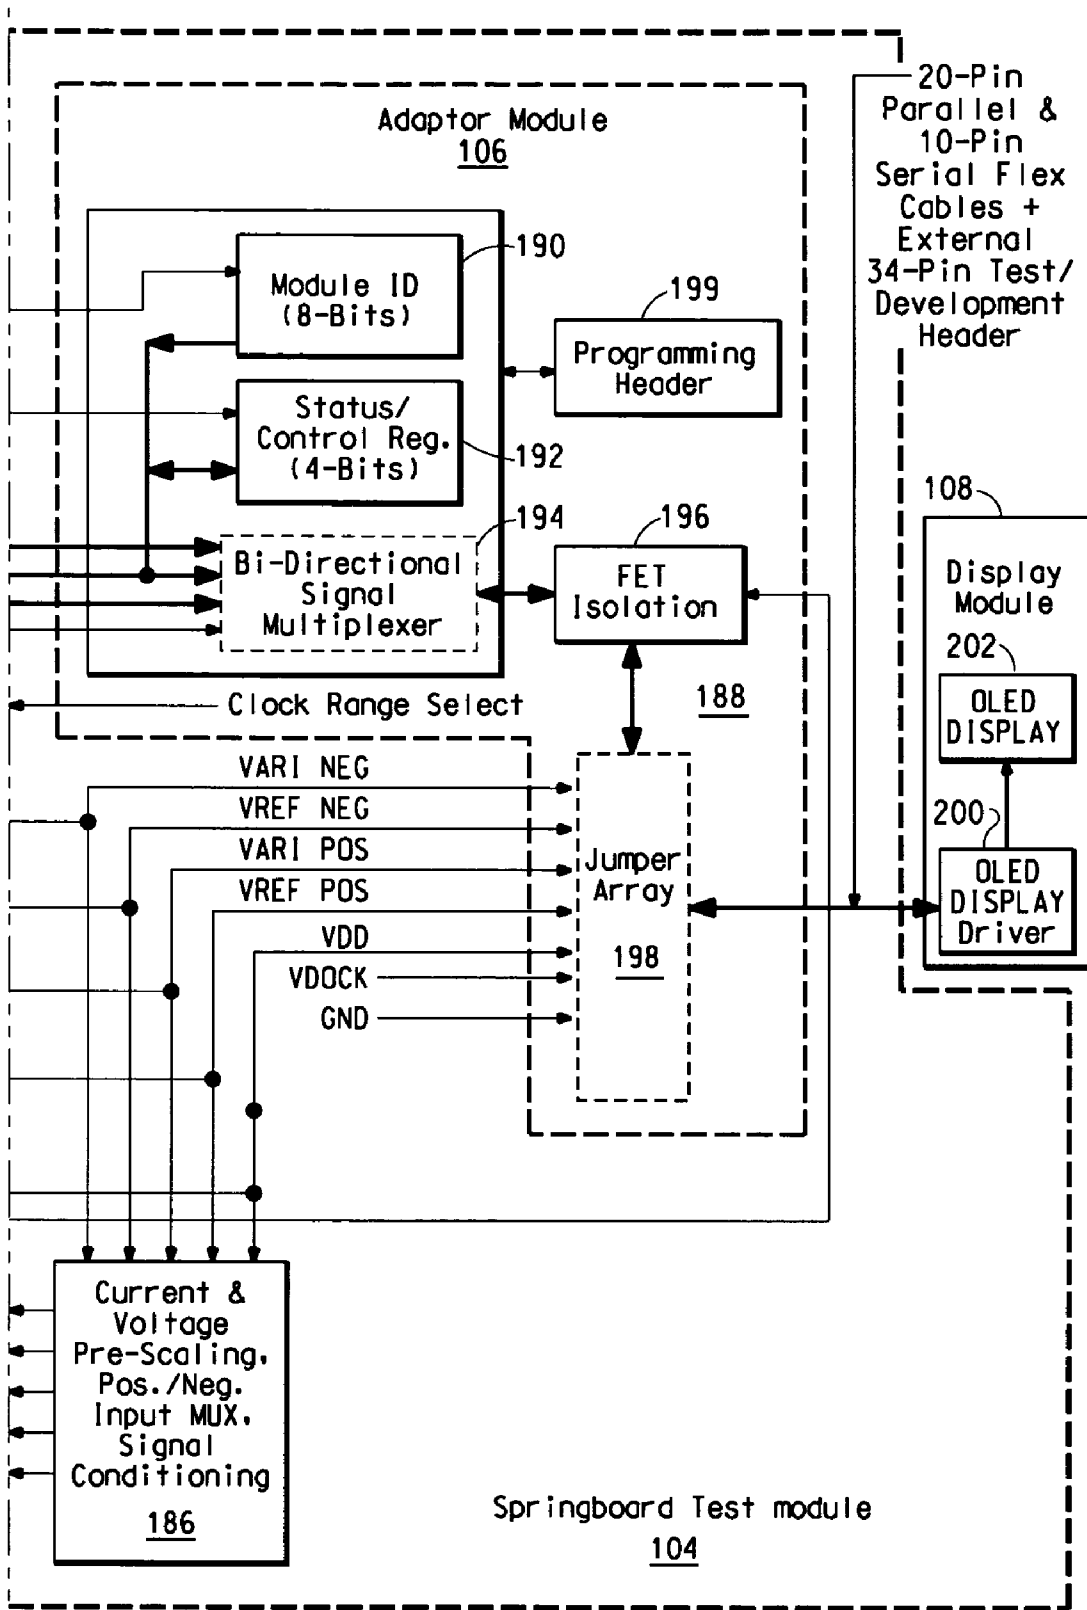 20-Pin
Parallel &
10-Pin
Serial Flex
Cables +
External
34-Pin Test/
Development
Header
Adaptor Module
106
190
Module ID
(8-Bits)
199
Programming
Header
Status/
Control Reg.
(4-Bits)
192
194
Bi-Directional
Signal
Multiplexer
196
FET
Isolation
108
Display
Module
202
OLED
DISPLAY
200
OLED
DISPLAY
Driver
Clock Range Select
188
VARI NEG
VREF NEG
VARI POS
VREF POS
VDD
VDOCK
GND
Jumper
Array
198
Current &
Voltage
Pre-Scaling,
Pos./Neg.
Input MUX,
Signal
Conditioning
186
Springboard Test module
104